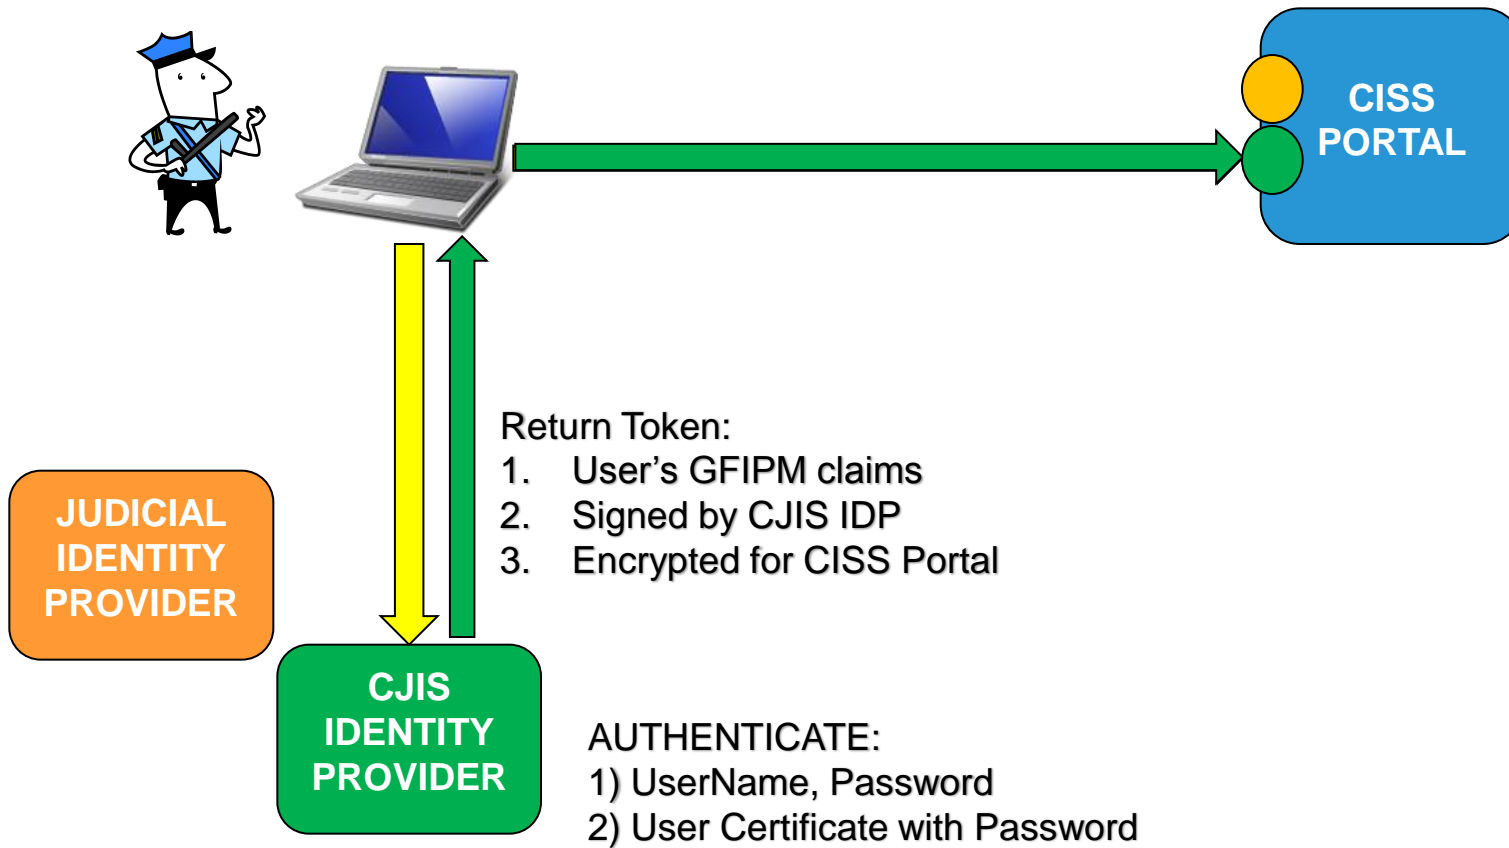 CISS
PORTAL
Return Token:
1. User’s GFIPM claims
2. Signed by CJIS IDP
3. Encrypted for CISS Portal
JUDICIAL
IDENTITY
PROVIDER
CJIS
IDENTITY
PROVIDER
AUTHENTICATE:
1) UserName, Password
2) User Certificate with Password